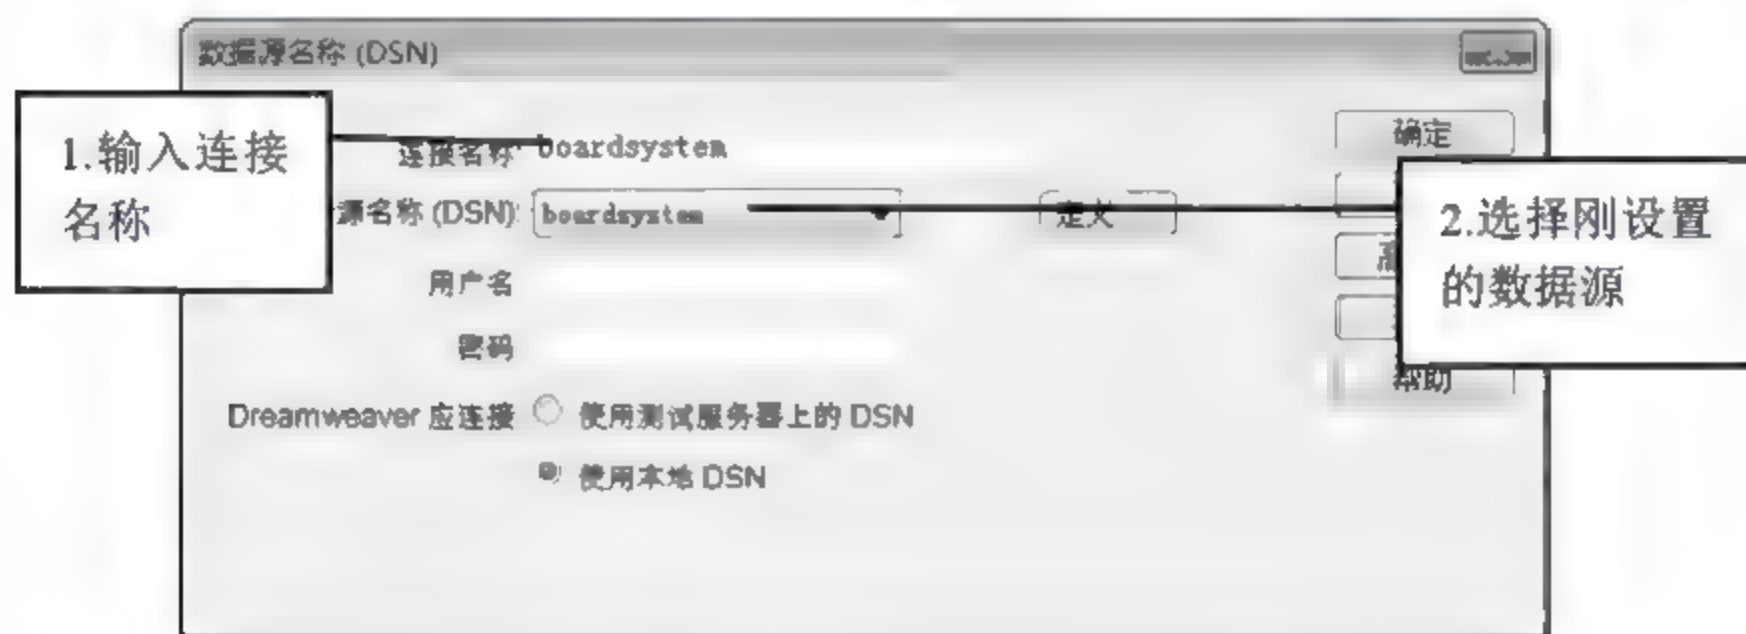 数据源名称 (DSN)
1.输入连接
名称
连接名称
boardsystem
确定
源名称 (DSN):
boardsystem
定义
2.选择刚设置
的数据源
用户名
密码
帮助
Dreamweaver 应连接
使用测试服务器上的 DSN
使用本地 DSN